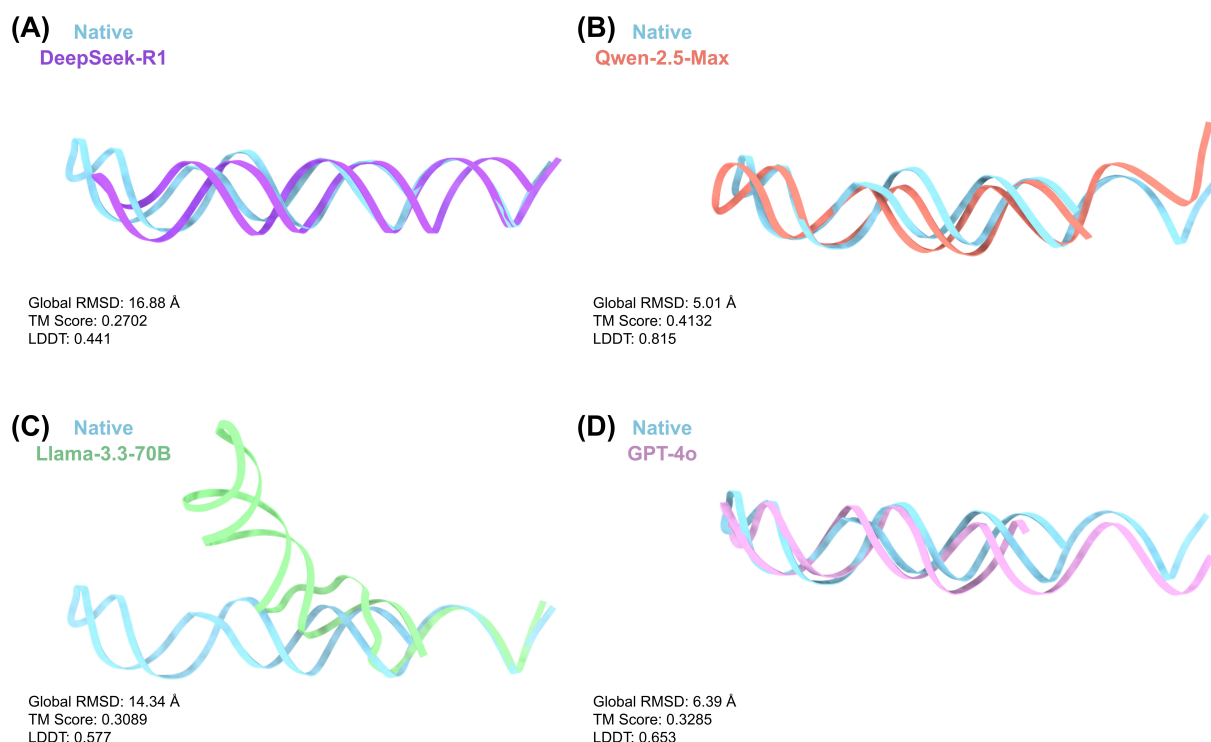 (A) Native
DeepSeek-R1
Global RMSD: 16.88 Å
TM Score: 0.2702
LDDT: 0.441
(B) Native
Qwen-2.5-Max
Global RMSD: 5.01 Å
TM Score: 0.4132
LDDT: 0.815
(C) Native
Llama-3.3-70B
Global RMSD: 14.34 Å
TM Score: 0.3089
LDDT: 0.577
(D) Native
GPT-4o
Global RMSD: 6.39 Å
TM Score: 0.3285
LDDT: 0.653